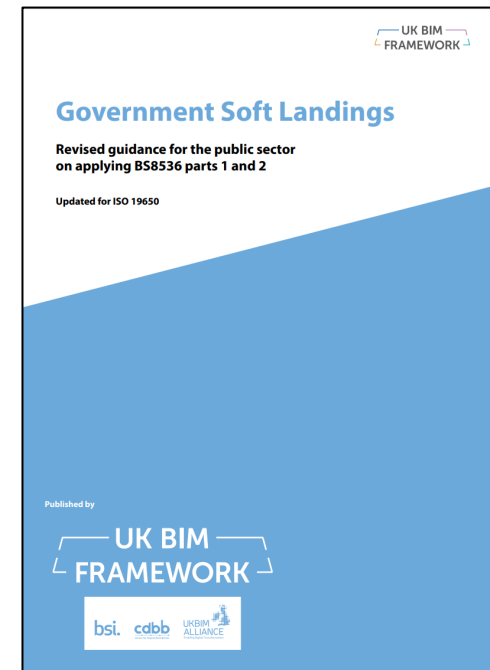 UK BIM
FRAMEWORK
Government Soft Landings
Revised guidance for the public sector
on applying BS8536 parts 1 and 2
Updated for ISO 19650
Published by
UK BIM
FRAMEWORK
bsi. cdbb UKBIM
ALLIANCE